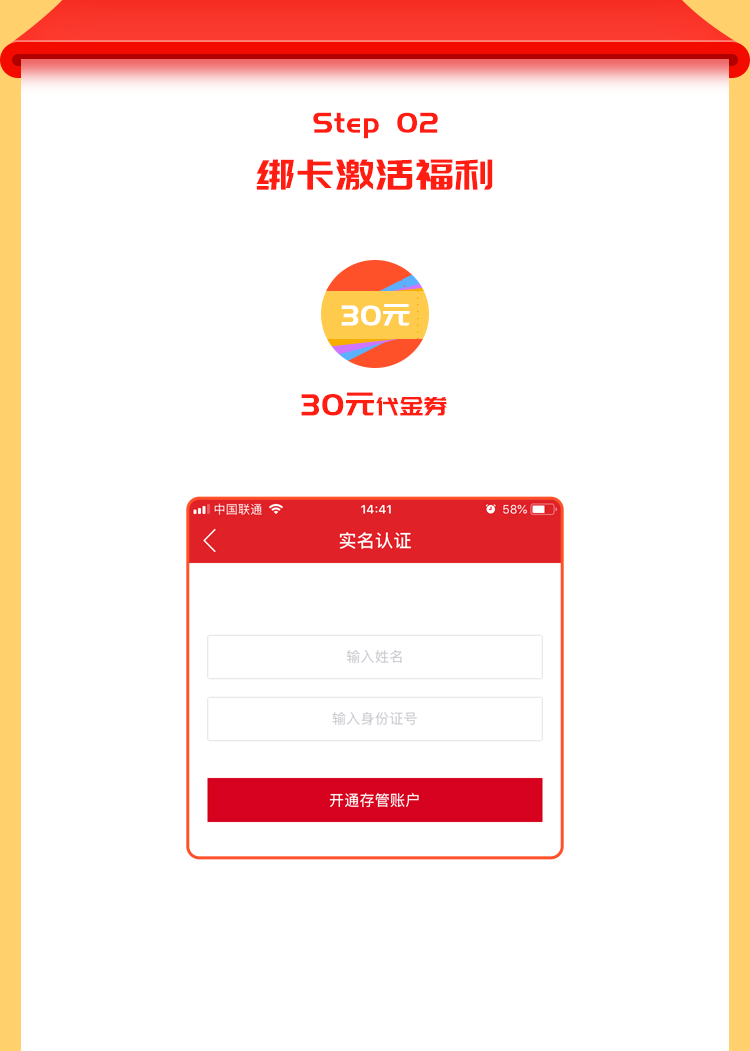 Step 02
绑卡激活福利
30元
30元代金券
中国联通 14:41 58%
实名认证
输入姓名
输入身份证号
开通存管账户